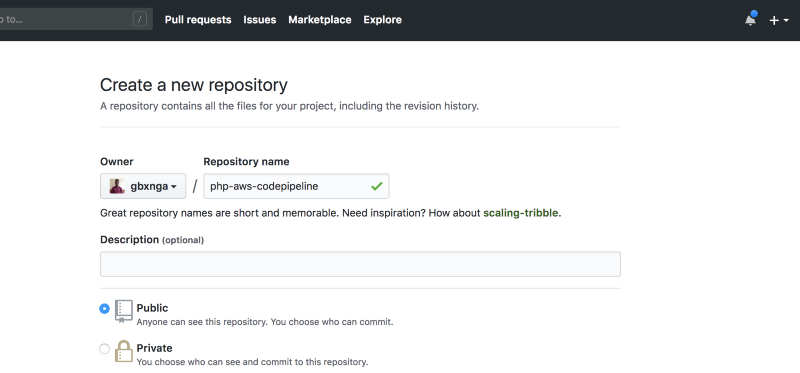 o to... /
Pull requests Issues Marketplace Explore
Create a new repository
A repository contains all the files for your project, including the revision history.
Owner Repository name
gbxnga / php-aws-codepipeline
Great repository names are short and memorable. Need inspiration? How about scaling-tribble.
Description (optional)
Public
Anyone can see this repository. You choose who can commit.
Private
You choose who can see and commit to this repository.